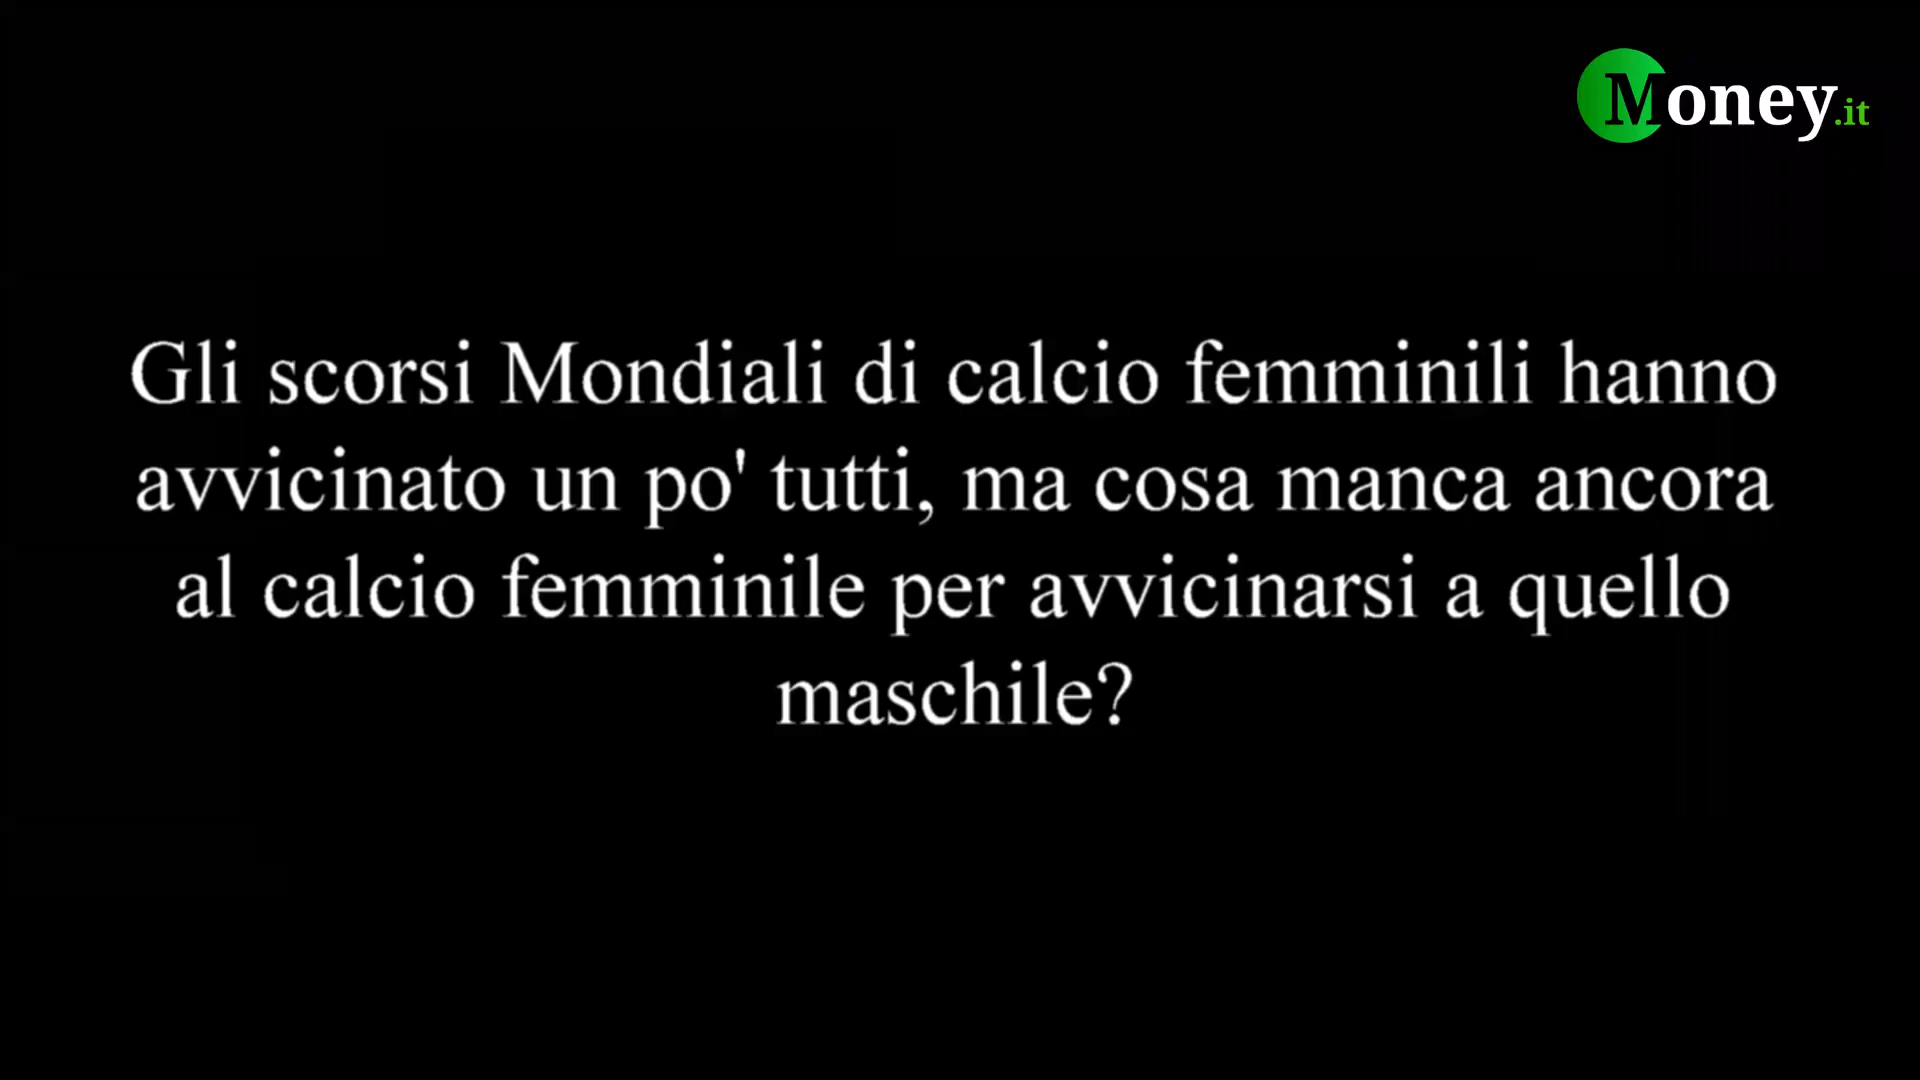 Money.it
Gli scorsi Mondiali di calcio femminili hanno
avvicinato un po' tutti, ma cosa manca ancora
al calcio femminile per avvicinarsi a quello
maschile?